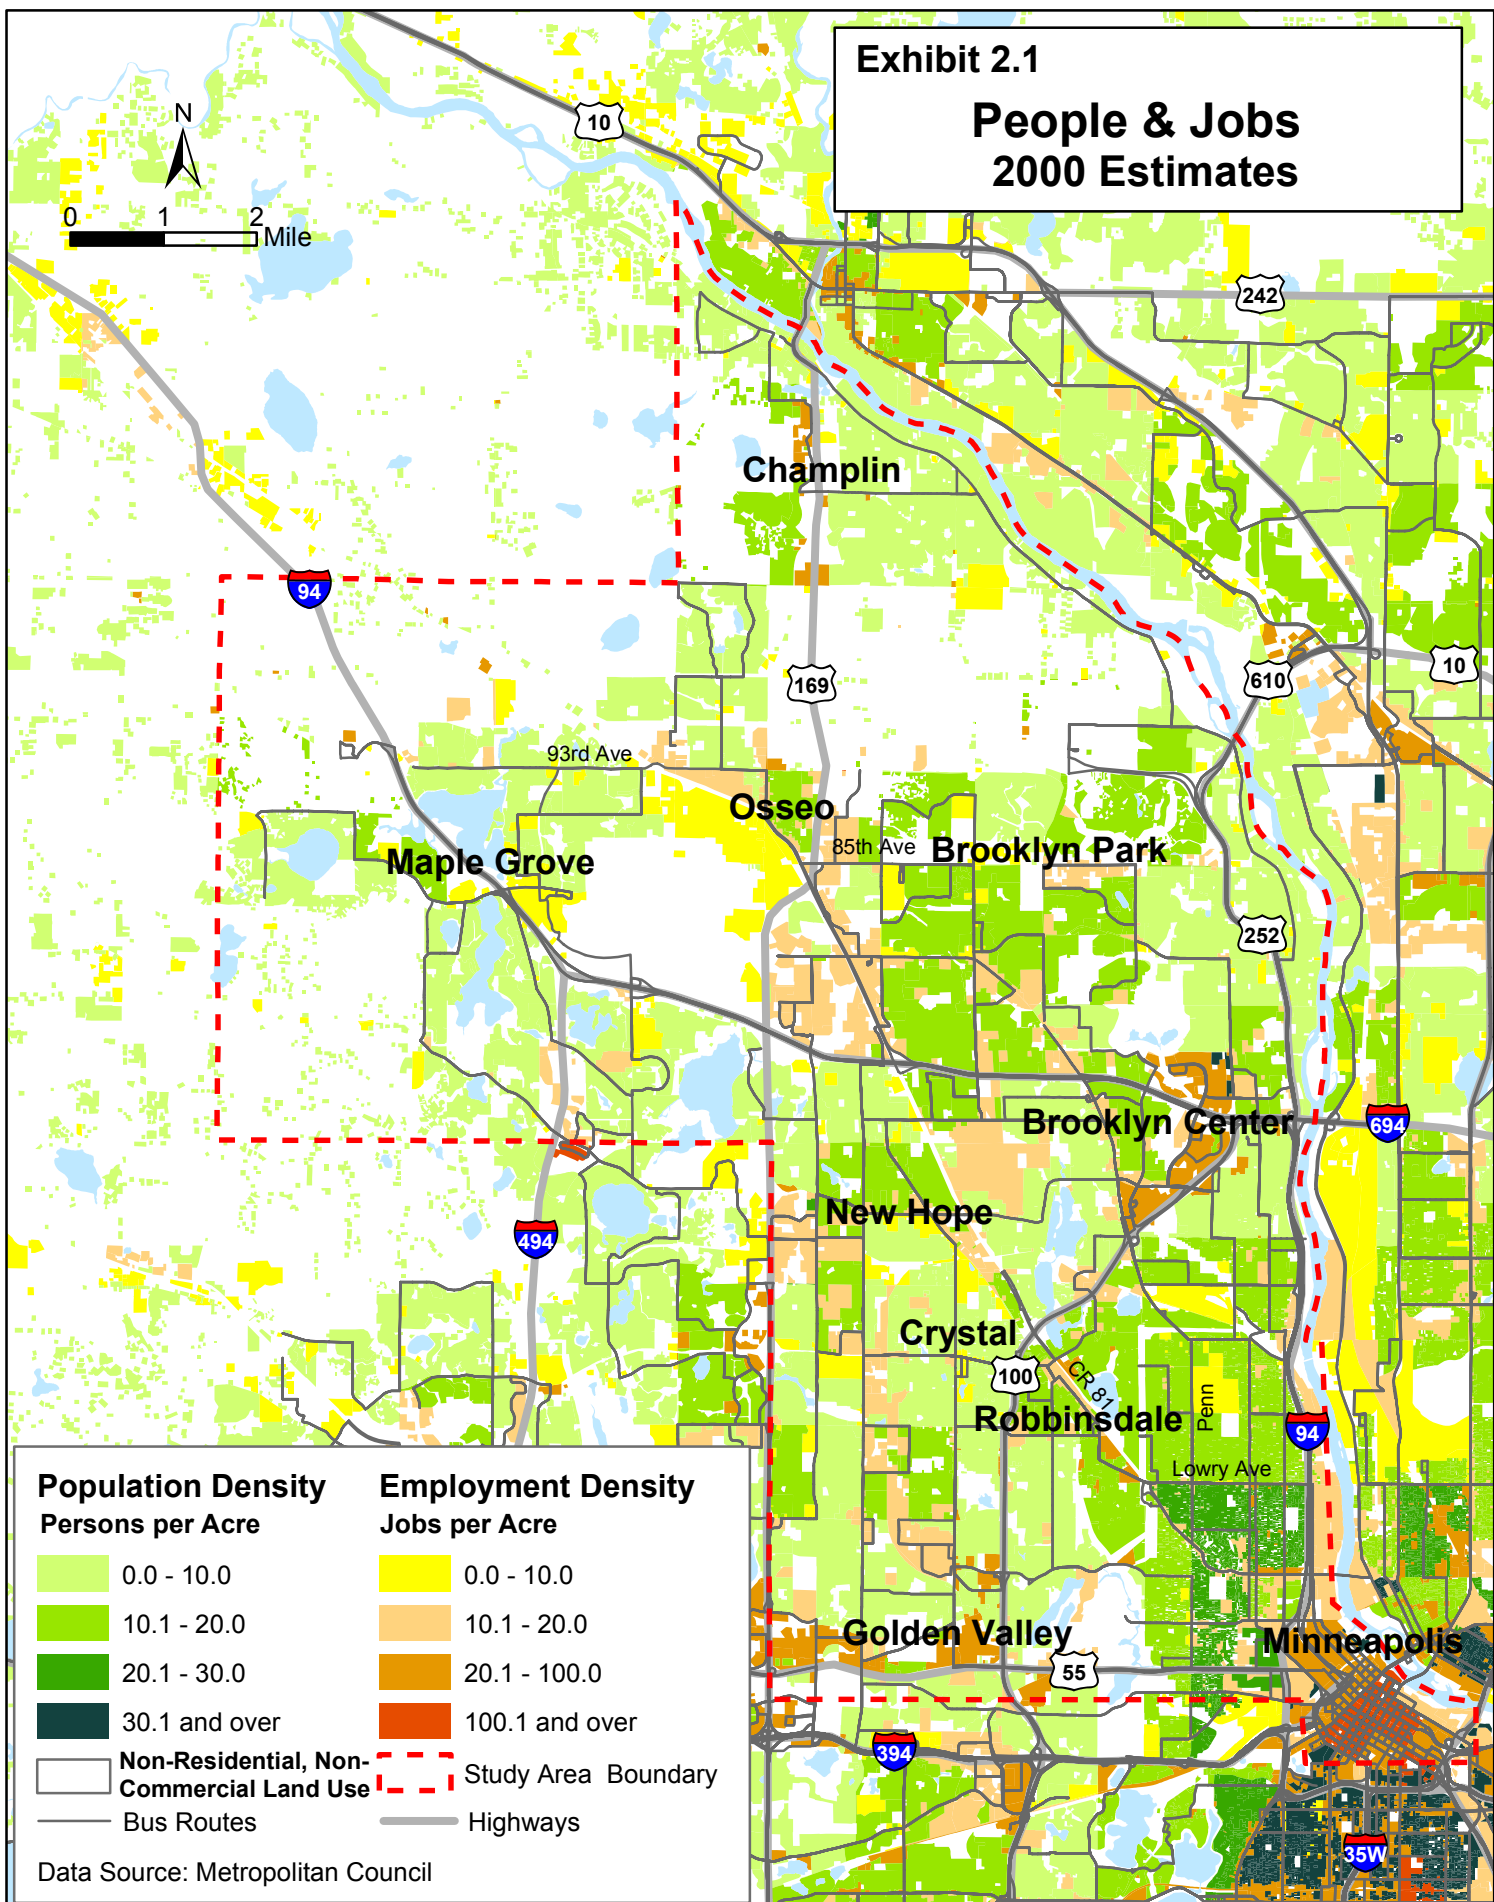 Exhibit 2.1
People & Jobs
2000 Estimates
N
0 1 2
Mile
10
242
Champlin
94
169
610
10
93rd Ave
Osseo
85th Ave
Brooklyn Park
Maple Grove
252
Brooklyn Center
694
New Hope
494
Crystal
100
CR 81
Penn
Robbinsdale
94
Lowry Ave
Golden Valley
Minneapolis
55
394
35W
Population Density
Persons per Acre
0.0 - 10.0
10.1 - 20.0
20.1 - 30.0
30.1 and over
Non-Residential, Non-
Commercial Land Use
Bus Routes
Employment Density
Jobs per Acre
0.0 - 10.0
10.1 - 20.0
20.1 - 100.0
100.1 and over
Study Area Boundary
Highways
Data Source: Metropolitan Council